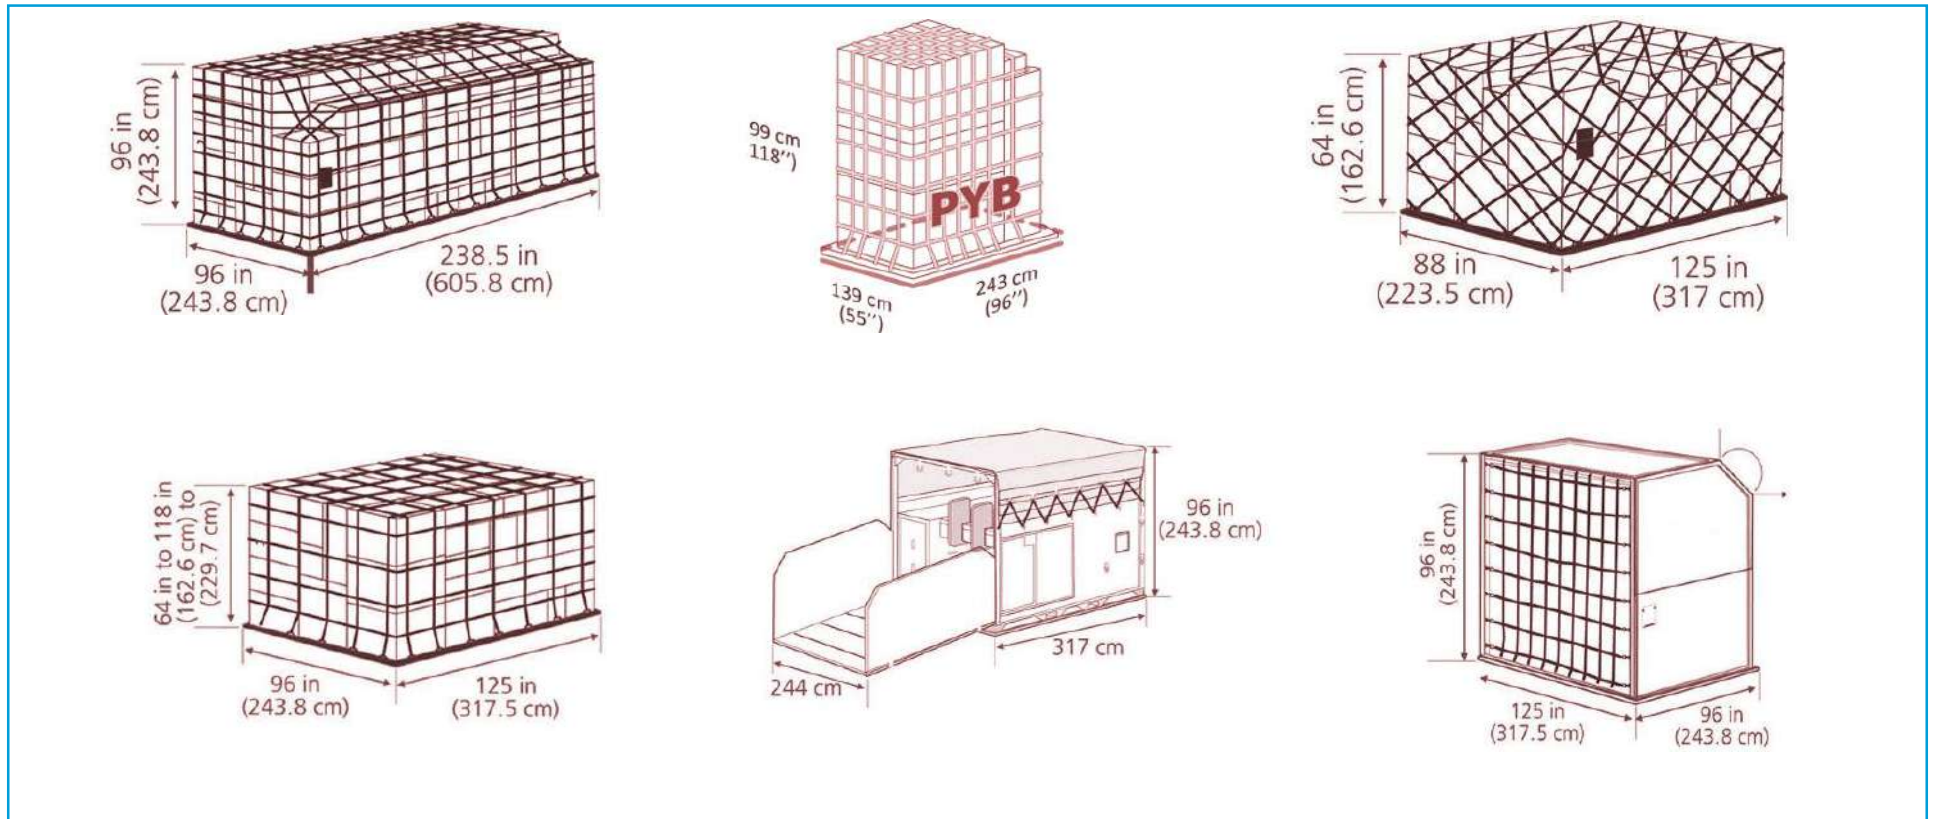 96 in
(243.8 cm)
96 in
(243.8 cm)
238.5 in
(605.8 cm)
99 cm
118’’)
PYB
139 cm
(55’’)
243 cm
(96’’)
64 in
(162.6 cm)
88 in
(223.5 cm)
125 in
(317 cm)
64 in to 118 in
(162.6 cm) to
(229.7 cm)
96 in
(243.8 cm)
125 in
(317.5 cm)
96 in
(243.8 cm)
317 cm
244 cm
96 in
(243.8 cm)
125 in
(317.5 cm)
96 in
(243.8 cm)